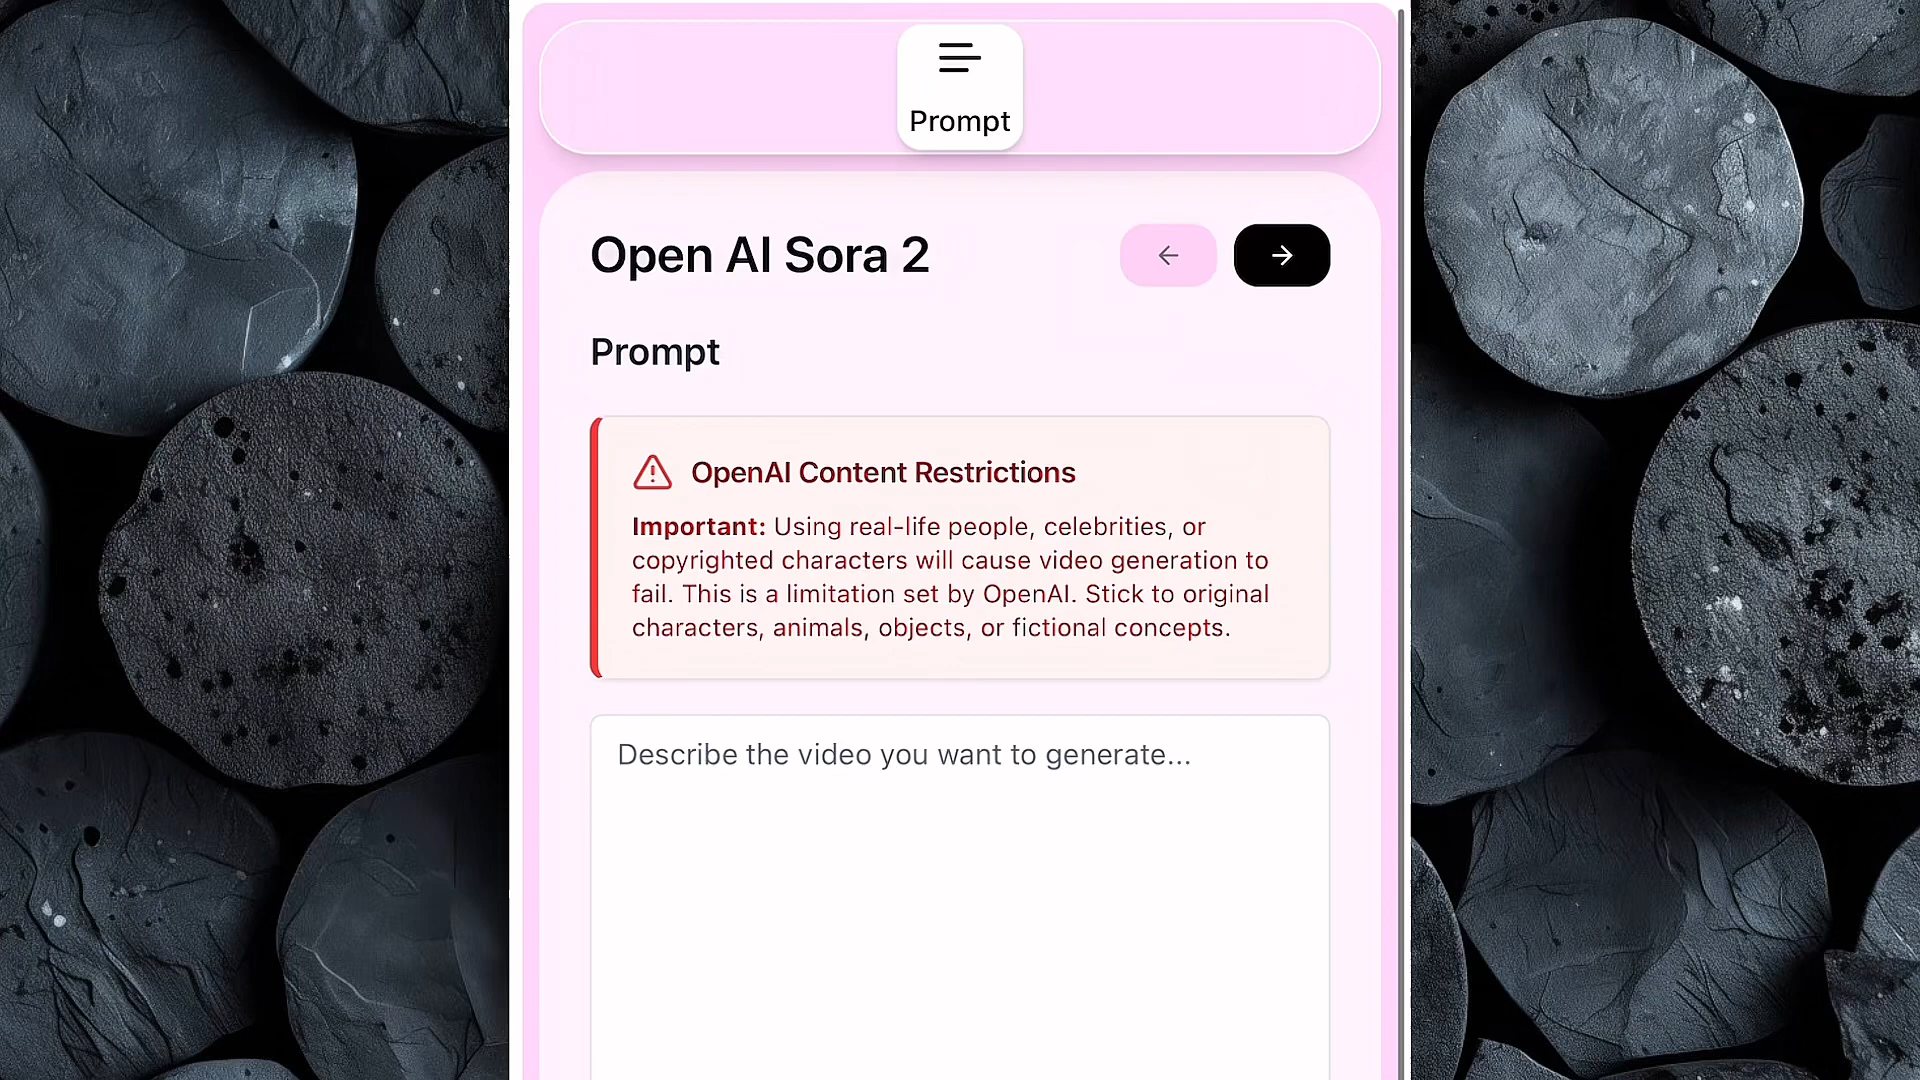 Prompt
Open AI Sora 2
Prompt
OpenAI Content Restrictions
Important: Using real-life people, celebrities, or
copyrighted characters will cause video generation to
fail. This is a limitation set by OpenAI. Stick to original
characters, animals, objects, or fictional concepts.
Describe the video you want to generate...